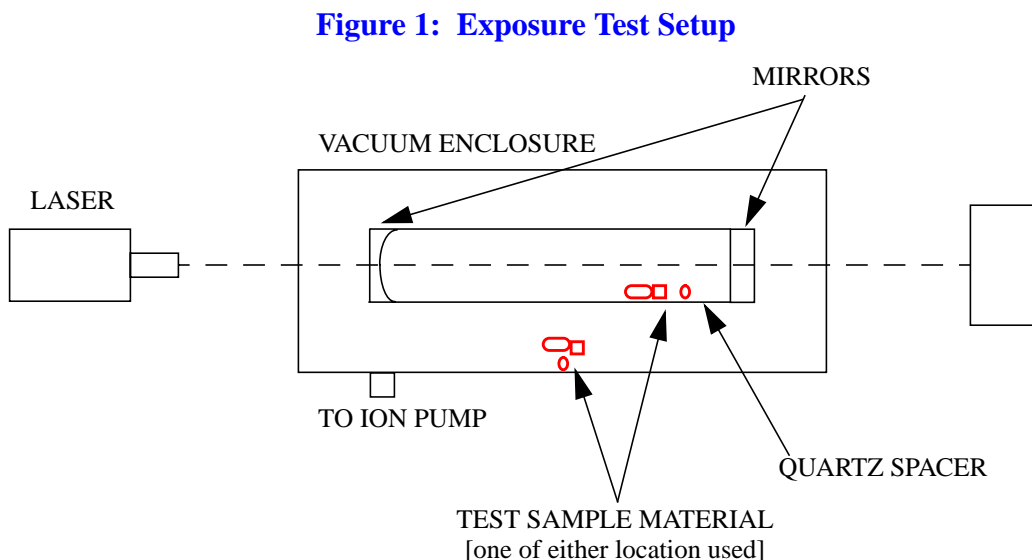 Figure 1: Exposure Test Setup
MIRRORS
VACUUM ENCLOSURE
LASER
TO ION PUMP
QUARTZ SPACER
TEST SAMPLE MATERIAL
[one of either location used]